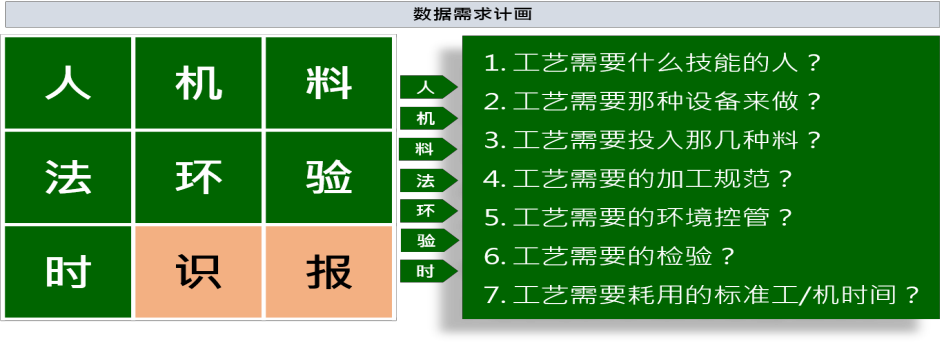 数据需求计画
人 机 料
法 环 验
时 识 报
人
机
料
法
环
验
时
1. 工艺需要什么技能的人？
2. 工艺需要那种设备来做？
3. 工艺需要投入那几种料？
4. 工艺需要的加工规范？
5. 工艺需要的环境控管？
6. 工艺需要的检验？
7. 工艺需要耗用的标准工/机时间？